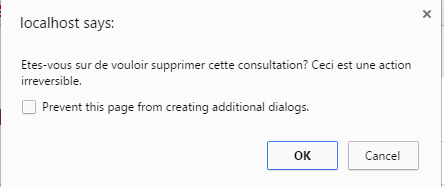 localhost says:
Etes-vous sur de vouloir supprimer cette consultation? Ceci est une action
irreversible.
Prevent this page from creating additional dialogs.
OK
Cancel